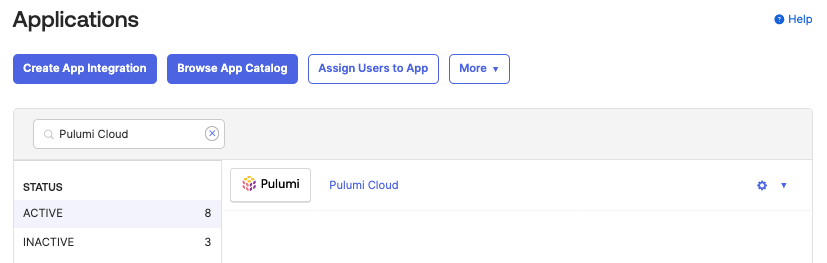 Applications
Help
Create App Integration
Browse App Catalog
Assign Users to App
More
Pulumi Cloud
STATUS
ACTIVE 8
INACTIVE 3
Pulumi
Pulumi Cloud